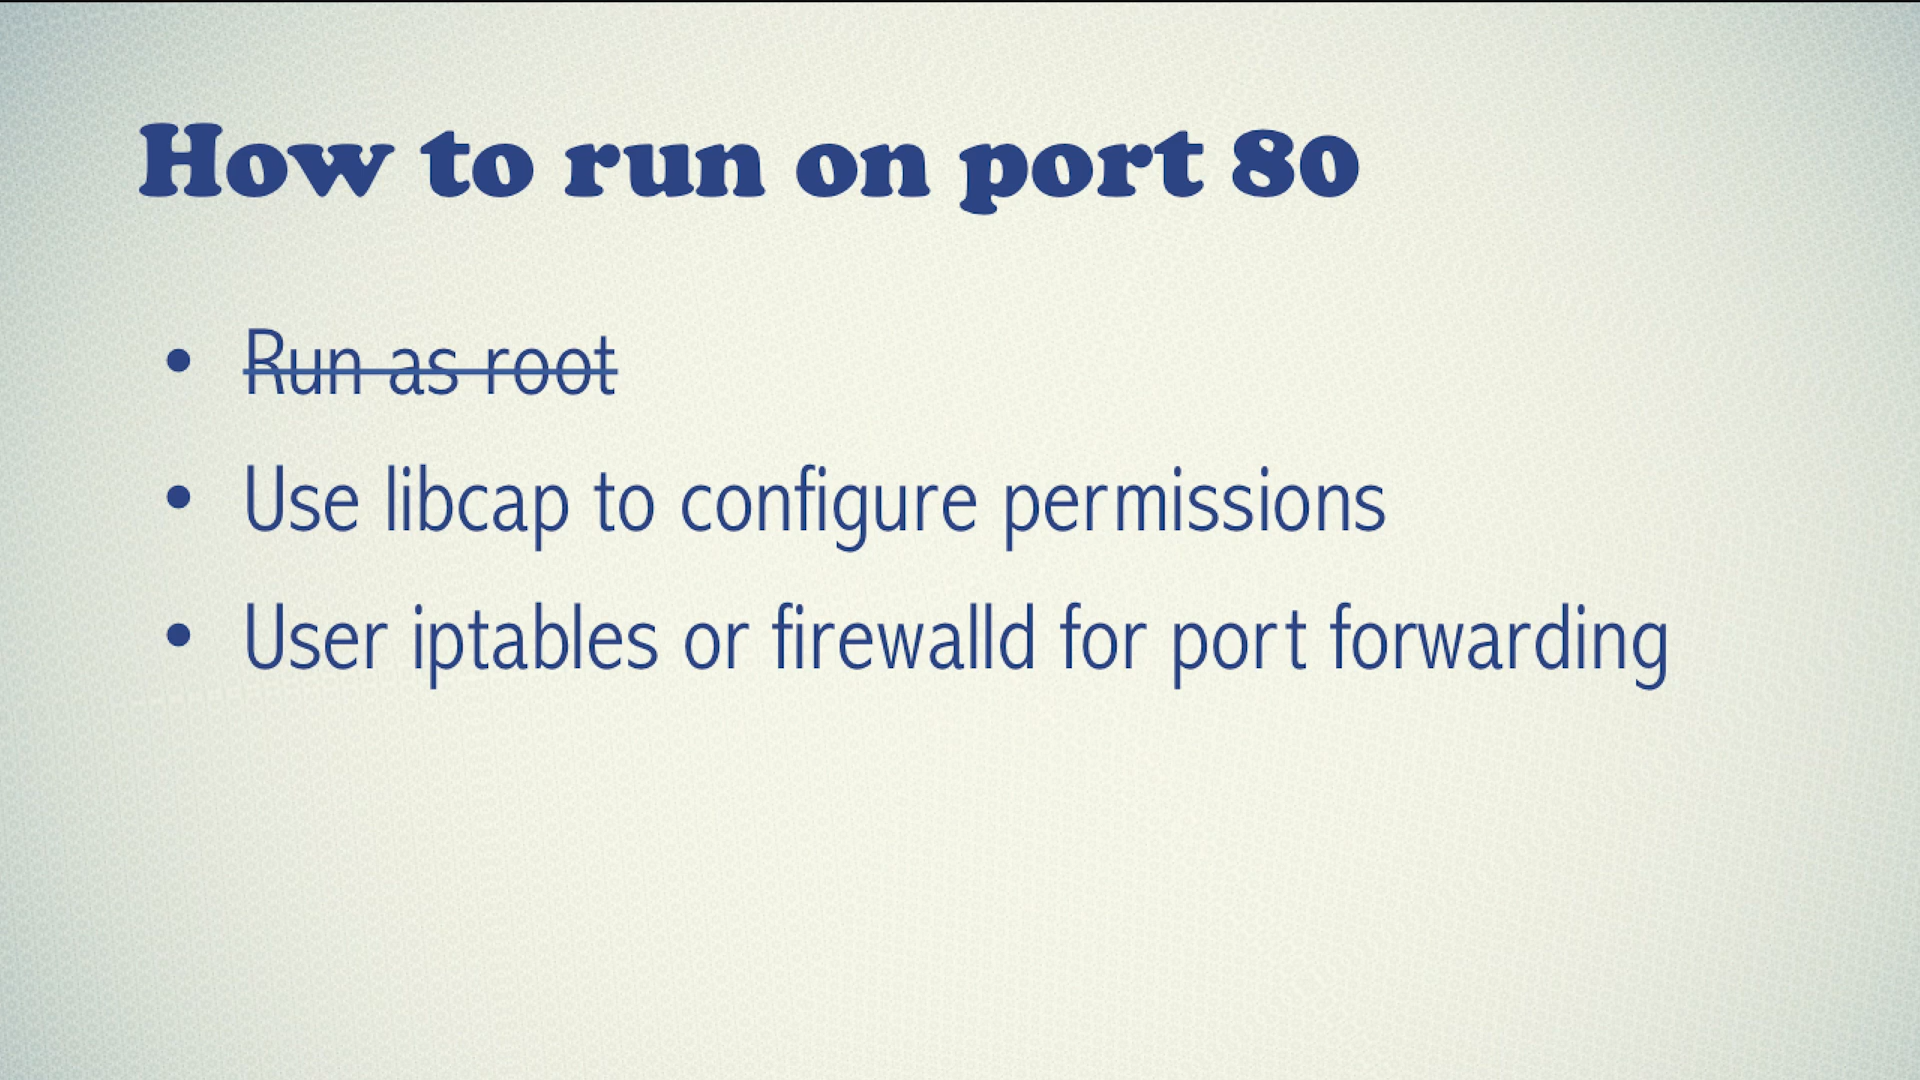 How to run on port 80
• Run as root
• Use libcap to configure permissions
• User iptables or firewalld for port forwarding